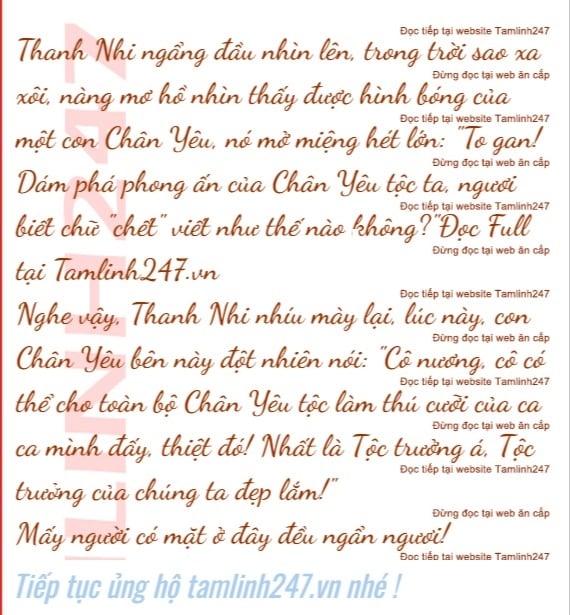 Đọc tiếp tại website Tamlinh247
Thanh Nhi ngẩng đầu nhìn lên, trong trời sao xa
Đừng đọc tại web ăn cắp
xôi, nàng mơ hồ nhìn thấy được hình bóng của
Đọc tiếp tại website Tamlinh247
một con Chân Yêu, nó mở miệng hét lớn: "To gan!
Đừng đọc tại web ăn cắp
Dám phá phong ấn của Chân Yêu tộc ta, ngươi
Đọc tiếp tại website Tamlinh247
biết chữ "chết" viết như thế nào không?"Đọc Full
Đừng đọc tại web ăn cắp
tại Tamlinh247.vn
Đọc tiếp tại website Tamlinh247
Nghe vậy, Thanh Nhi nhíu mày lại, lúc này, con
Đừng đọc tại web ăn cắp
Chân Yêu bên này đột nhiên nói: "Cô nương, cô có
Đọc tiếp tại website Tamlinh247
thể cho toàn bộ Chân Yêu tộc làm thú cưỡi của ca
Đừng đọc tại web ăn cắp
ca mình đấy, thiệt đó! Nhất là Tộc trưởng á, Tộc
Đọc tiếp tại website Tamlinh247
trưởng của chúng ta đẹp lắm!"
Đừng đọc tại web ăn cắp
Mấy người có mặt ở đây đều ngẩn người!
Đọc tiếp tại website Tamlinh247
Tiếp tục ủng hộ tamlinh247.vn nhé !
LINH247